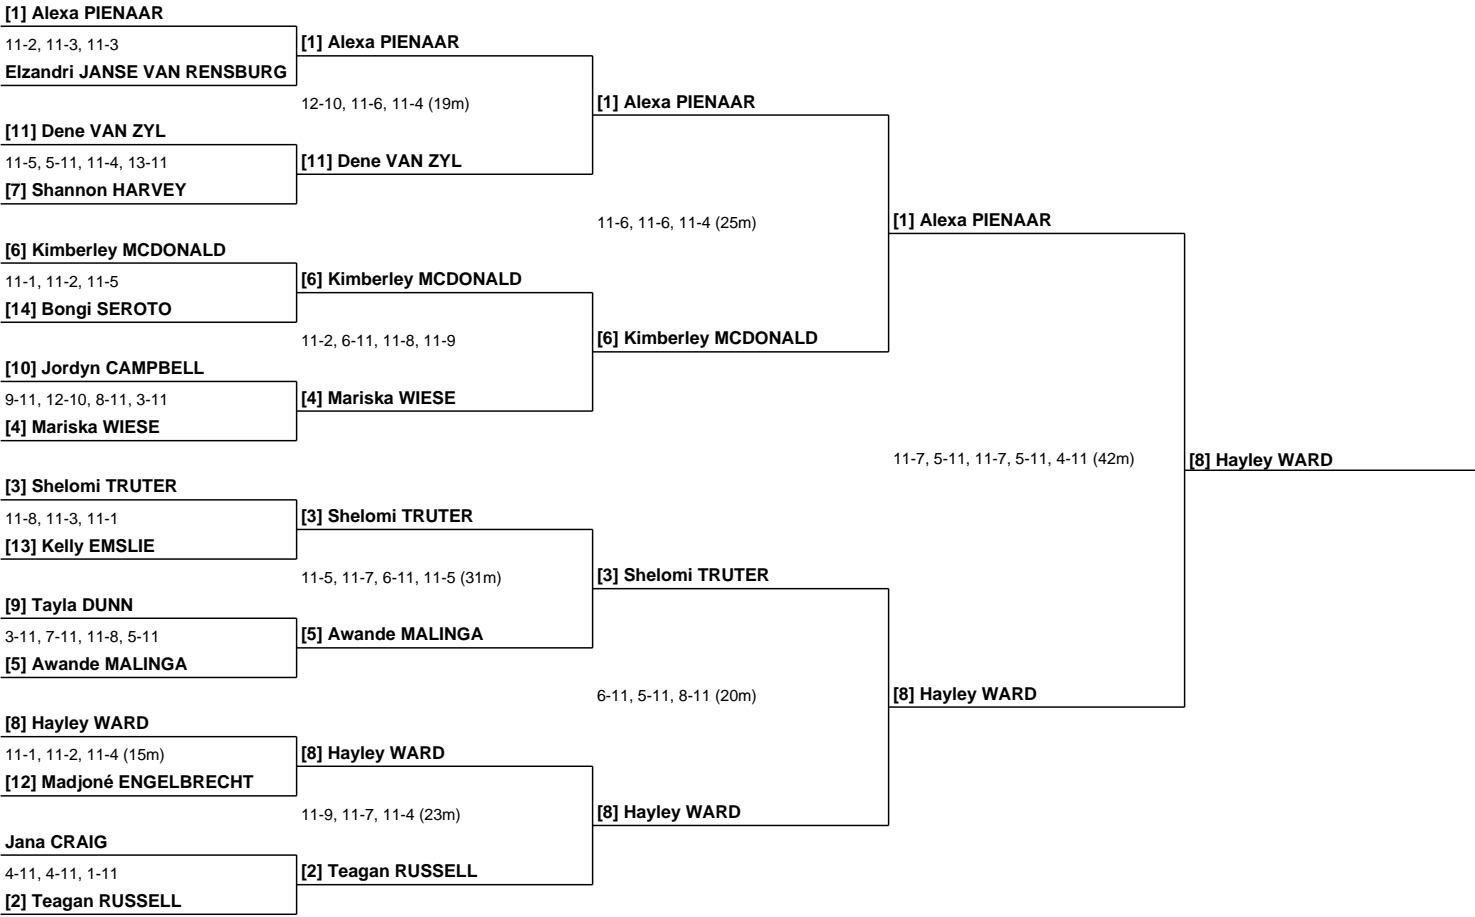 [1] Alexa PIENAAR
11-2, 11-3, 11-3
Elzandri JANSE VAN RENSBURG
[11] Dene VAN ZYL
11-5, 5-11, 11-4, 13-11
[7] Shannon HARVEY
[6] Kimberley MCDONALD
11-1, 11-2, 11-5
[14] Bongi SEROTO
[10] Jordyn CAMPBELL
9-11, 12-10, 8-11, 3-11
[4] Mariska WIESE
[3] Shelomi TRUTER
11-8, 11-3, 11-1
[13] Kelly EMSLIE
[9] Tayla DUNN
3-11, 7-11, 11-8, 5-11
[5] Awande MALINGA
[8] Hayley WARD
11-1, 11-2, 11-4 (15m)
[12] Madjoné ENGELBRECHT
Jana CRAIG
4-11, 4-11, 1-11
[2] Teagan RUSSELL
[1] Alexa PIENAAR
12-10, 11-6, 11-4 (19m)
[11] Dene VAN ZYL
[6] Kimberley MCDONALD
11-2, 6-11, 11-8, 11-9
[4] Mariska WIESE
[3] Shelomi TRUTER
11-5, 11-7, 6-11, 11-5 (31m)
[5] Awande MALINGA
[8] Hayley WARD
11-9, 11-7, 11-4 (23m)
[2] Teagan RUSSELL
[1] Alexa PIENAAR
11-6, 11-6, 11-4 (25m)
[6] Kimberley MCDONALD
[3] Shelomi TRUTER
6-11, 5-11, 8-11 (20m)
[8] Hayley WARD
[1] Alexa PIENAAR
11-7, 5-11, 11-7, 5-11, 4-11 (42m)
[8] Hayley WARD
[8] Hayley WARD